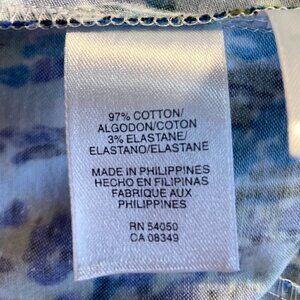 97% COTTON/
ALGODON/COTON
3% ELASTANE/
ELASTANO/ELASTANE
MADE IN PHILIPPINES
HECHO EN FILIPINAS
FABRIQUE AUX
PHILIPPINES
RN 54050
CA 08349